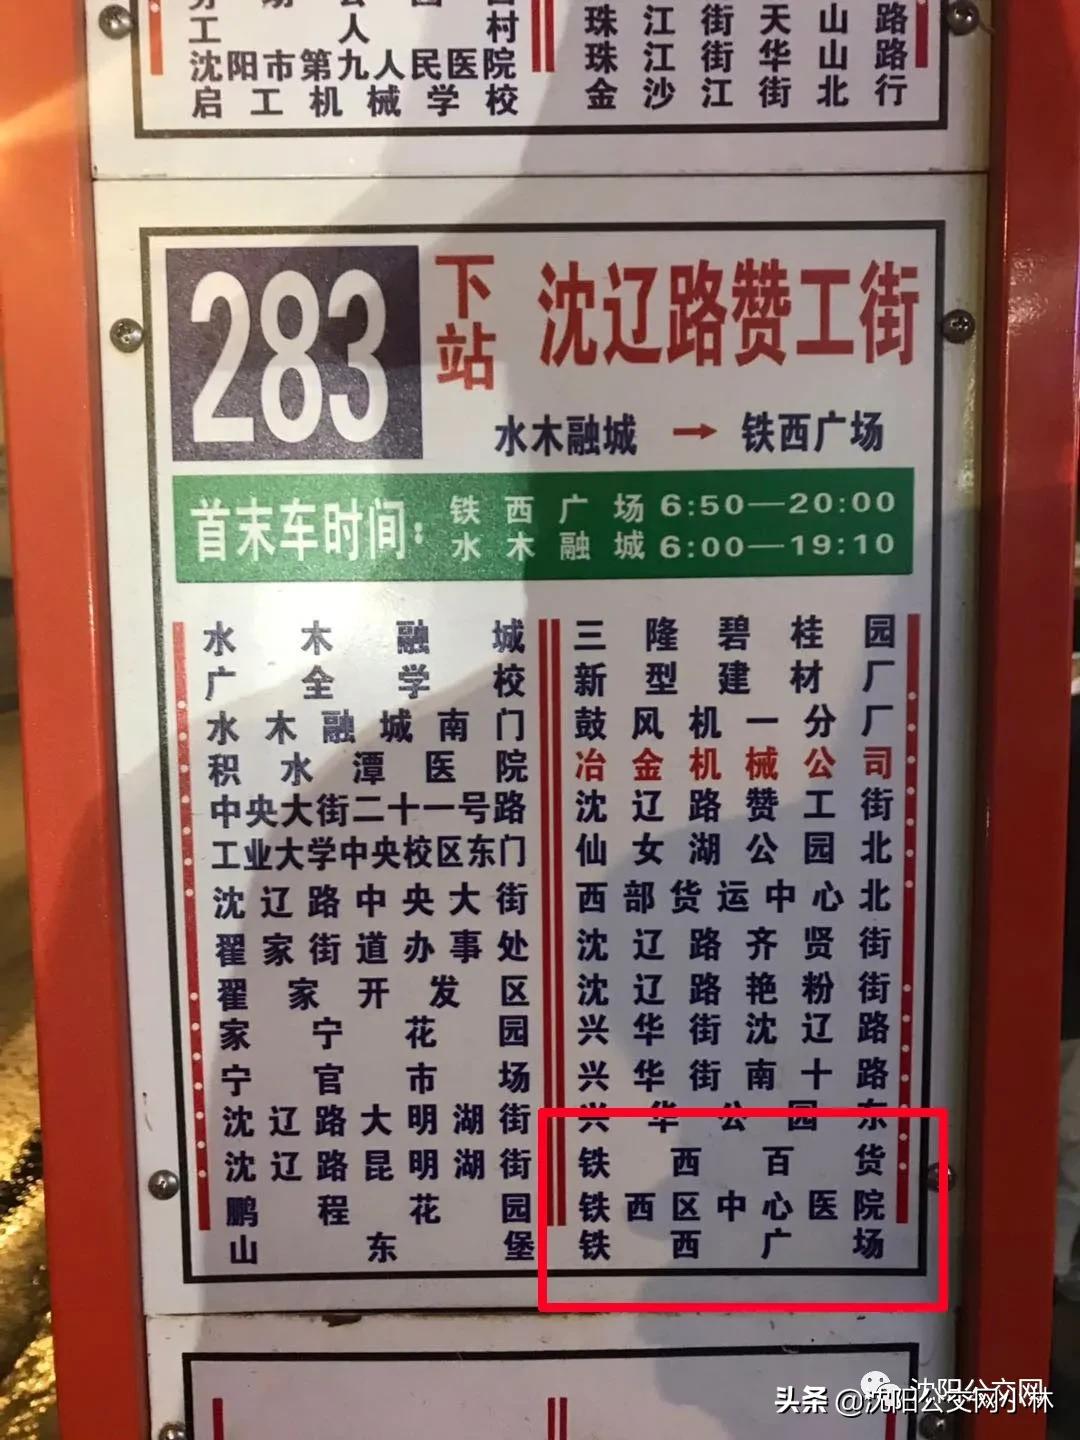 工人村
沈阳市第九人民医院
启工机械学校
珠江街天山路
珠江街华山路
金沙江街北行
283
下站
沈辽路赞工街
水木融城 → 铁西广场
首末车时间:
铁西广场 6:50—20:00
水木融城 6:00—19:10
水木融城
广全学校
水木融城南门
积水潭医院
中央大街二十一号路
工业大学中央校区东门
沈辽路中央大街
翟家街道办事处
翟家开发区
家宁花园
宁官市场
沈辽路大明湖街
沈辽路昆明湖街
鹏程花园
山东堡
三隆碧桂园
新型建材厂
鼓风机一分厂
冶金机械公司
沈辽路赞工街
仙女湖公园北
西部货运中心北
沈辽路齐贤街
沈辽路艳粉街
兴华街沈辽路
兴华街南十路
兴华公园东
铁西百货
铁西区中心医院
铁西广场
沈阳公交网
头条 @沈阳公交网小林